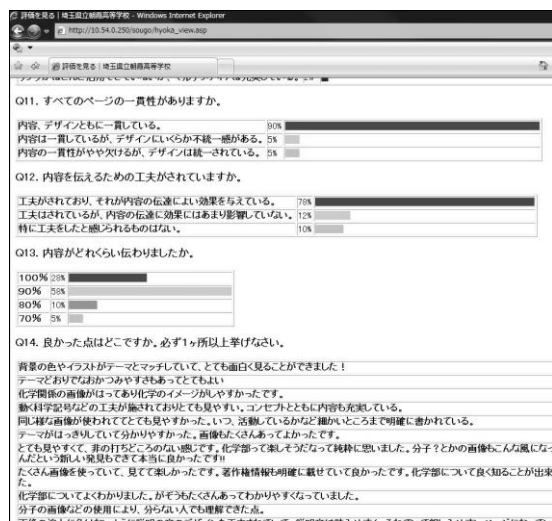 評価を見る | 埼玉県立朝霞高等学校 - Windows Internet Explorer
http://10.54.0.250/sougo/hyoka_view.asp
評価を見る | 埼玉県立朝霞高等学校
Q11. すべてのページの一貫性がありますか。
内容、デザインともに一貫している。 90%
内容は一貫しているが、デザインにいくらか不統一感がある。 5%
内容の一貫性がやや欠けるが、デザインは統一されている。 5%
Q12. 内容を伝えるための工夫がされていますか。
工夫がされており、それが内容の伝達によい効果を与えている。 78%
工夫はされているが、内容の伝達に効果にはあまり影響していない。 12%
特に工夫をしたと感じられるものはない。 10%
Q13. 内容がどれくらい伝わりましたか。
100% 28%
90% 58%
80% 10%
70% 5%
Q14. 良かった点はどこですか。必ず1ヶ所以上挙げなさい。
背景の色やイラストがテーマとマッチしていて、とても面白く見ることができました！
テーマどおりでなおかつみやすさもあってとてもよい
化学関係の画像がはってあり化学のイメージがしやすかったです。
動く科学記号などの工夫が施されておりとても見やすい。コンセプトとともに内容も充実している。
同じ様な画像が使われててとても見やすかった。いつ、活動しているかなど細かいところまで明確に書かれている。
テーマがはっきりしていて分かりやすかった。画像もたくさんあってよかったです。
とても見やすくて、非の打ちどころのない感じです。化学部って楽しそうだなって純粋に思いました。分子？とかの画像もこんな風になっ
んだという新しい発見もできて本当に良かったです!!
たくさん画像を使っていて、見てて楽しかったです。著作権情報も明確に載せていて良かったです。化学部について良く知ることが出来
た。
化学部についてよくわかりました。がぞうもたくさんあってわかりやすくなっていました。
分子の画像などの使用により、分らない人でも理解できた点。